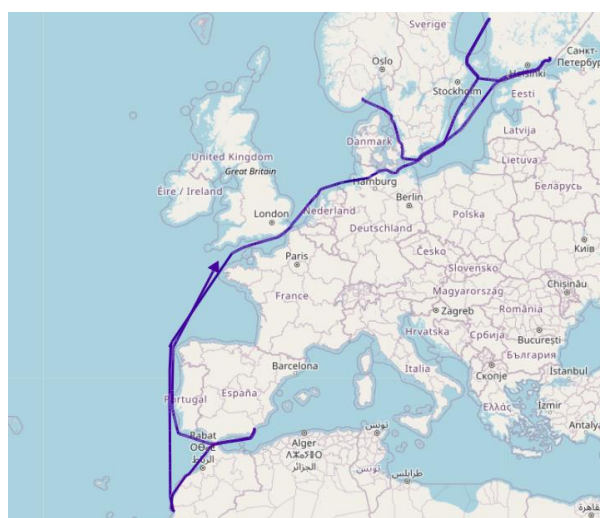 Sverige
Oslo
Санкт-
Петербург
Helsinki
Stockholm
Eesti
Latvija
Danmark
Lietuva
United Kingdom
Great Britain
Hamburg
Беларусь
Éire / Ireland
Nederland
Berlin
London
Polska
Deutschland
Київ
Paris
Česko
Slovensko
Chișinău
Magyarország
France
România
Zagreb
Hrvatska
Србија
București
България
Barcelona
Italia
Скопје
İstanbul
Portugal
España
Ελλάς
İzmir
Antalya
Rabat
الرباط
Alger
الجزائر
تونس
تونس
طرابلس